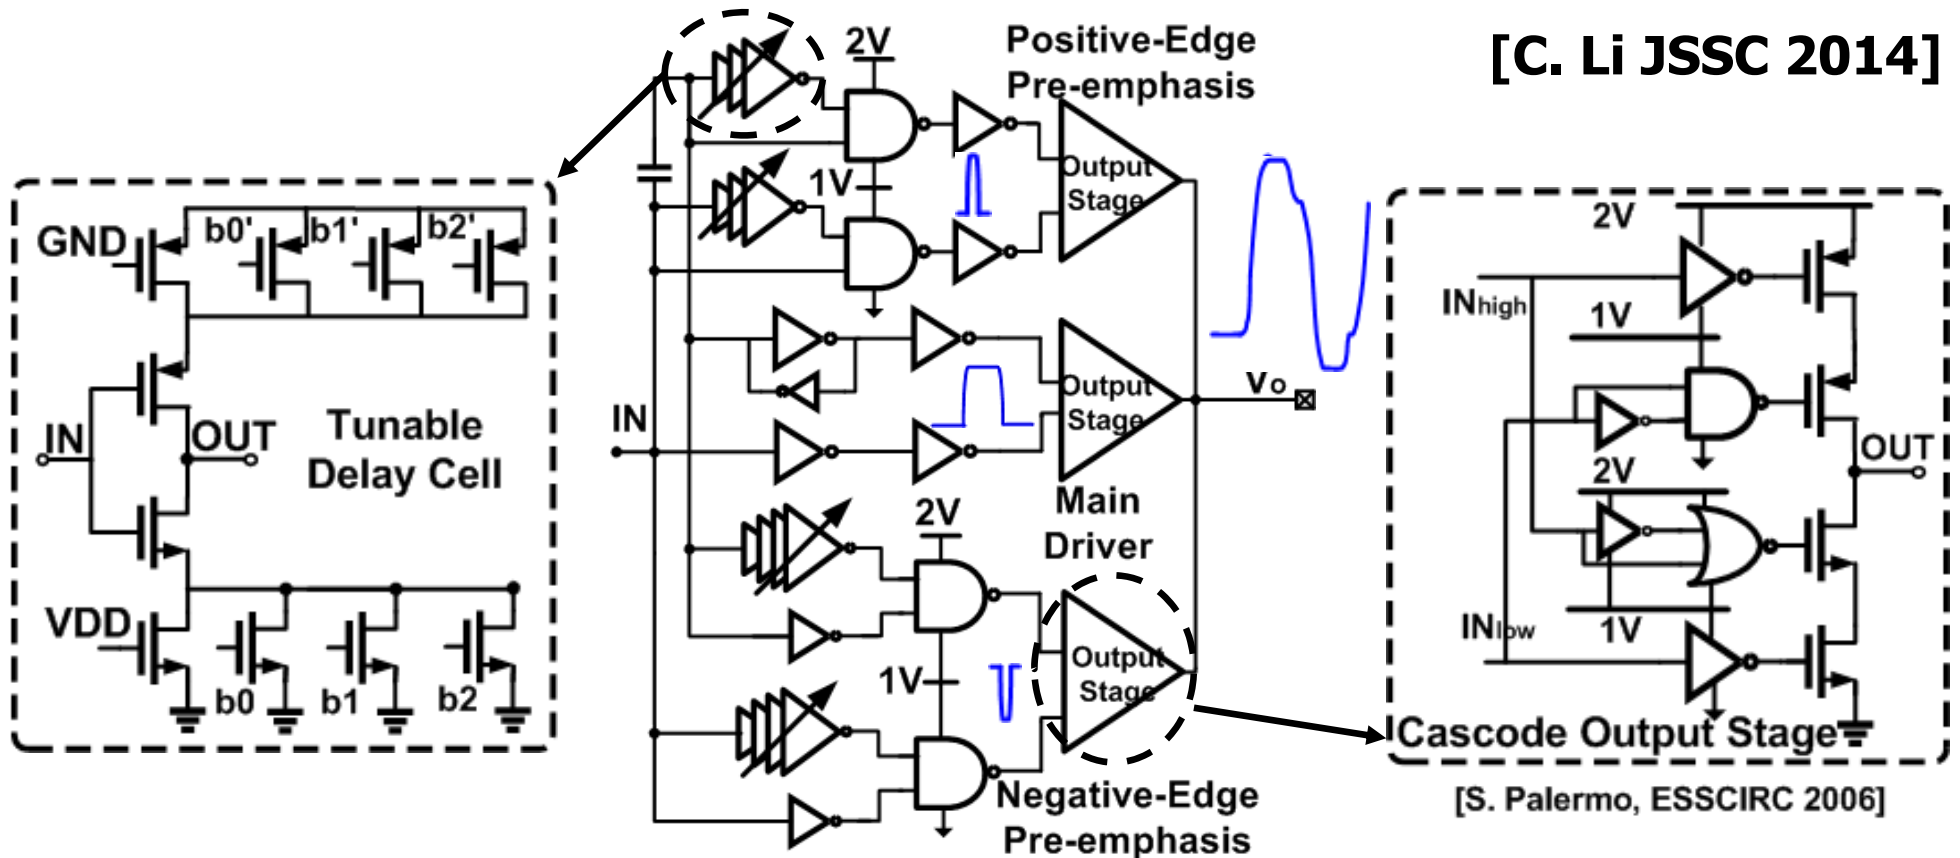 [C. Li JSSC 2014]
Positive-Edge
Pre-emphasis
2V
1V
Output
Stage
GND
b0'
b1'
b2'
IN
OUT
Tunable
Delay Cell
VDD
b0
b1
b2
IN
Output
Stage
vo
Main
Driver
2V
1V
Output
Stage
Negative-Edge
Pre-emphasis
2V
INhigh
1V
2V
OUT
INlow
1V
Cascode Output Stage
[S. Palermo, ESSCIRC 2006]